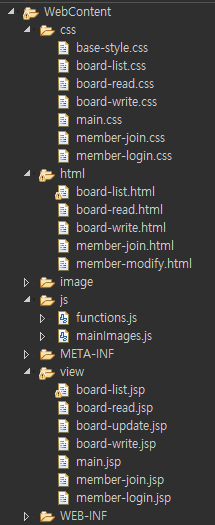 WebContent
css
base-style.css
board-list.css
board-read.css
board-write.css
main.css
member-join.css
member-login.css
html
board-list.html
board-read.html
board-write.html
member-join.html
member-modify.html
image
js
functions.js
mainImages.js
META-INF
view
board-list.jsp
board-read.jsp
board-update.jsp
board-write.jsp
main.jsp
member-join.jsp
member-login.jsp
WEB-INF